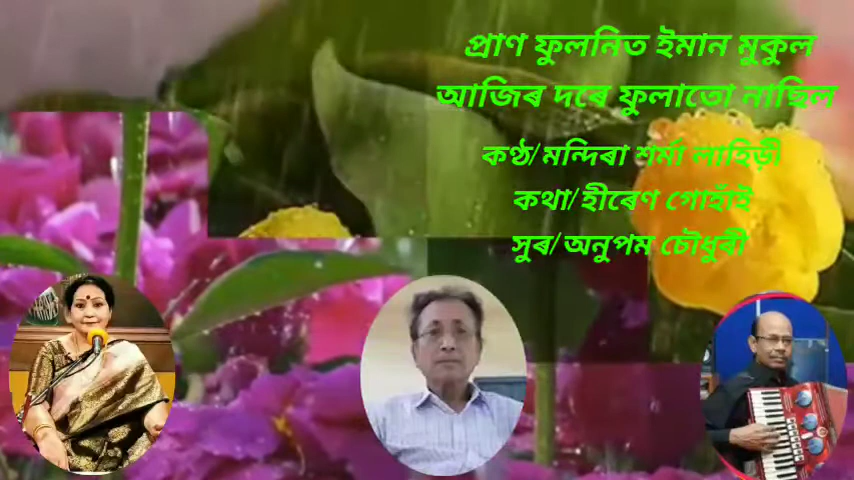 প্ৰাণ ফুলনিত ইমান মুকুল
আজিৰ দৰে ফুলাতো নাছিল
কণ্ঠ/মন্দিৰা শৰ্মা লাহিড়ী
কথা/হীৰেণ গোহাঁই
সুৰ/অনুপম চৌধুৰী